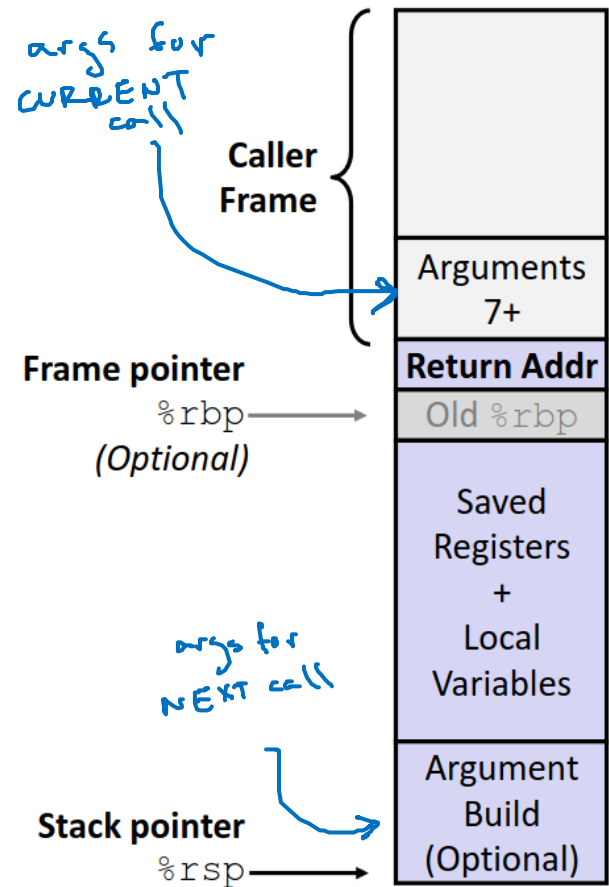 args for
CURRENT
call
Caller
Frame
Arguments
7+
Return Addr
Frame pointer
%rbp
(Optional)
Old %rbp
Saved
Registers
+
Local
Variables
args for
NEXT call
Argument
Build
(Optional)
Stack pointer
%rsp